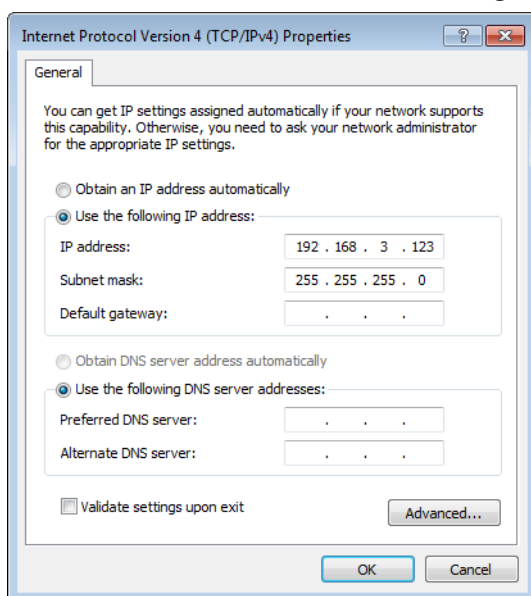 Internet Protocol Version 4 (TCP/IPv4) Properties
General
You can get IP settings assigned automatically if your network supports
this capability. Otherwise, you need to ask your network administrator
for the appropriate IP settings.
Obtain an IP address automatically
Use the following IP address:
IP address: 192 . 168 . 3 . 123
Subnet mask: 255 . 255 . 255 . 0
Default gateway: . . .
Obtain DNS server address automatically
Use the following DNS server addresses:
Preferred DNS server: . . .
Alternate DNS server: . . .
Validate settings upon exit
Advanced...
OK Cancel